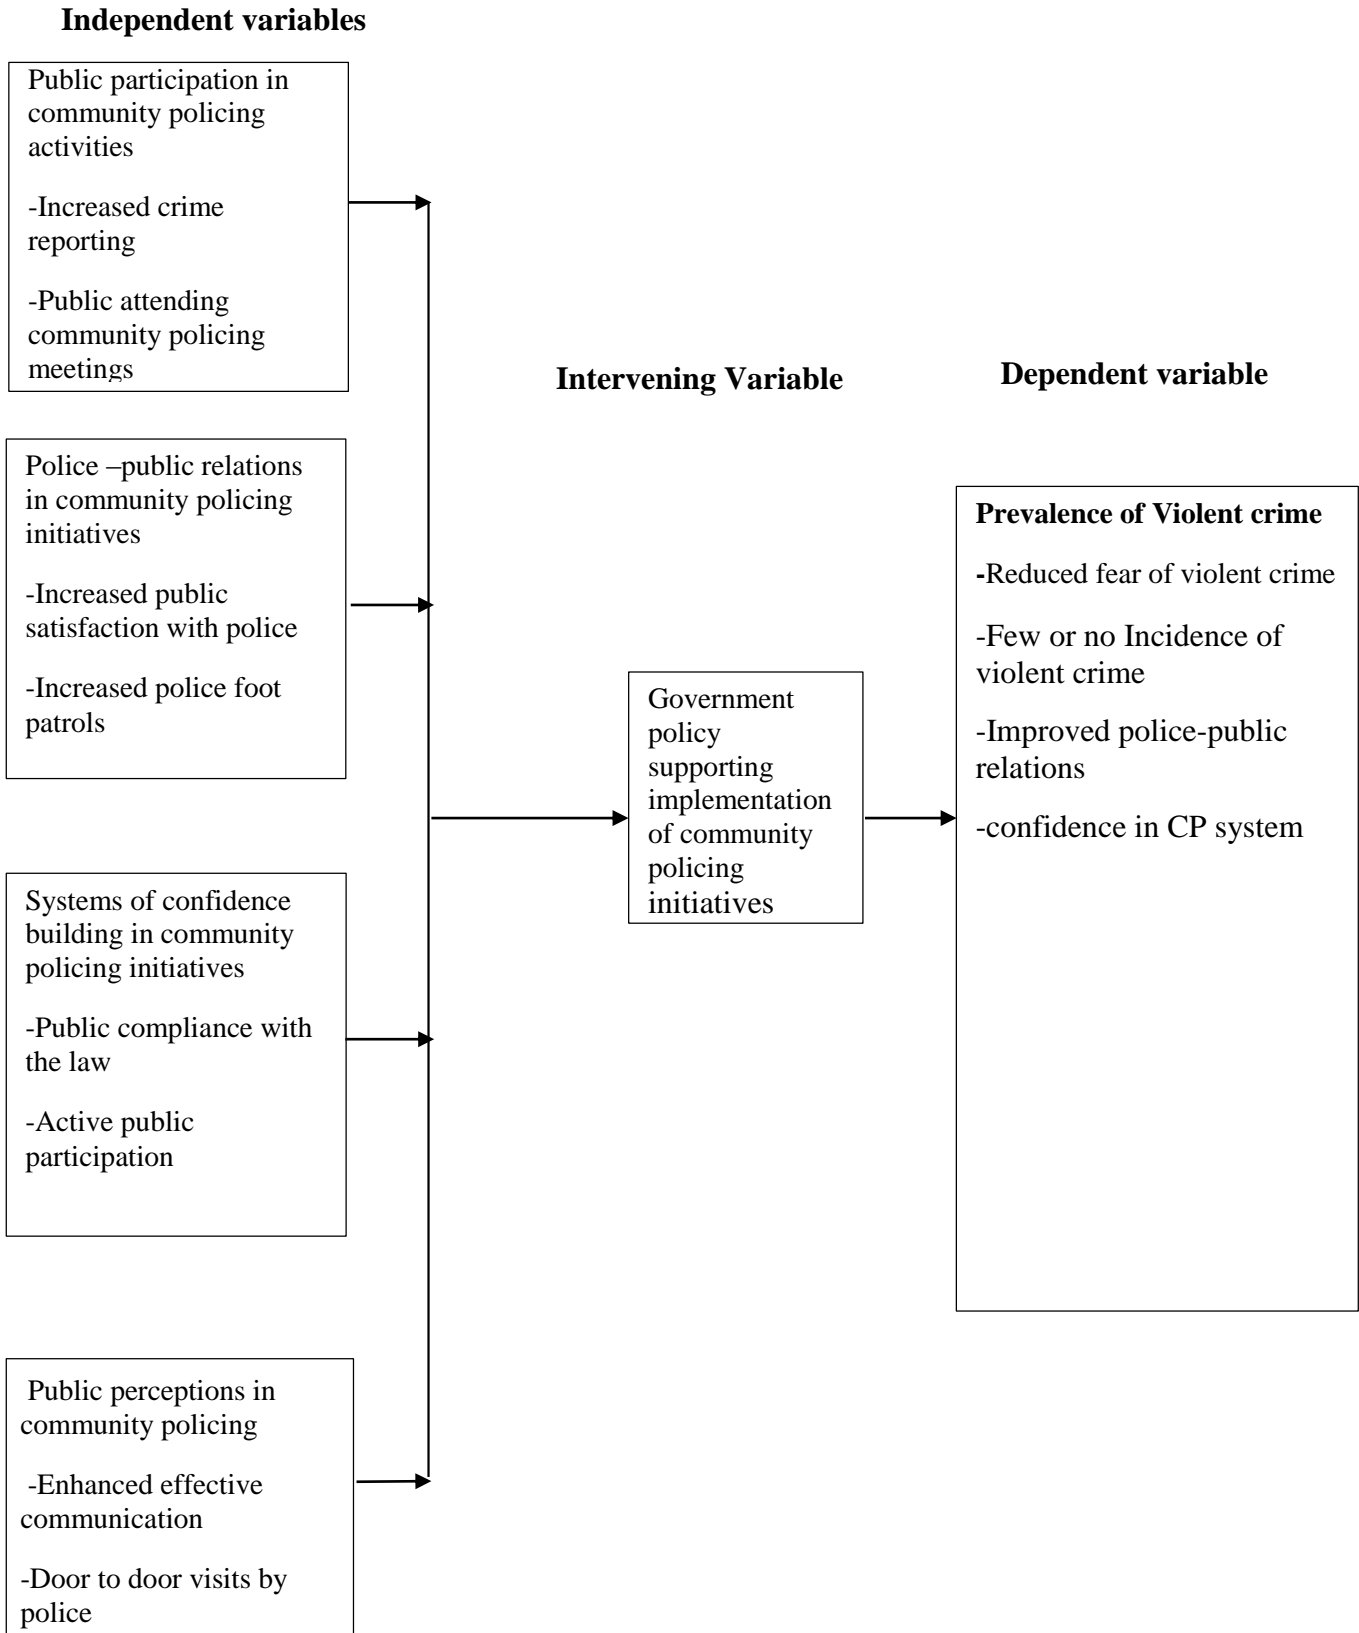 Independent variables
Public participation in
community policing
activities
-Increased crime
reporting
-Public attending
community policing
meetings
Police –public relations
in community policing
initiatives
-Increased public
satisfaction with police
-Increased police foot
patrols
Systems of confidence
building in community
policing initiatives
-Public compliance with
the law
-Active public
participation
Public perceptions in
community policing
-Enhanced effective
communication
-Door to door visits by
police
Intervening Variable
Government
policy
supporting
implementation
of community
policing
initiatives
Dependent variable
Prevalence of Violent crime
-Reduced fear of violent crime
-Few or no Incidence of
violent crime
-Improved police-public
relations
-confidence in CP system